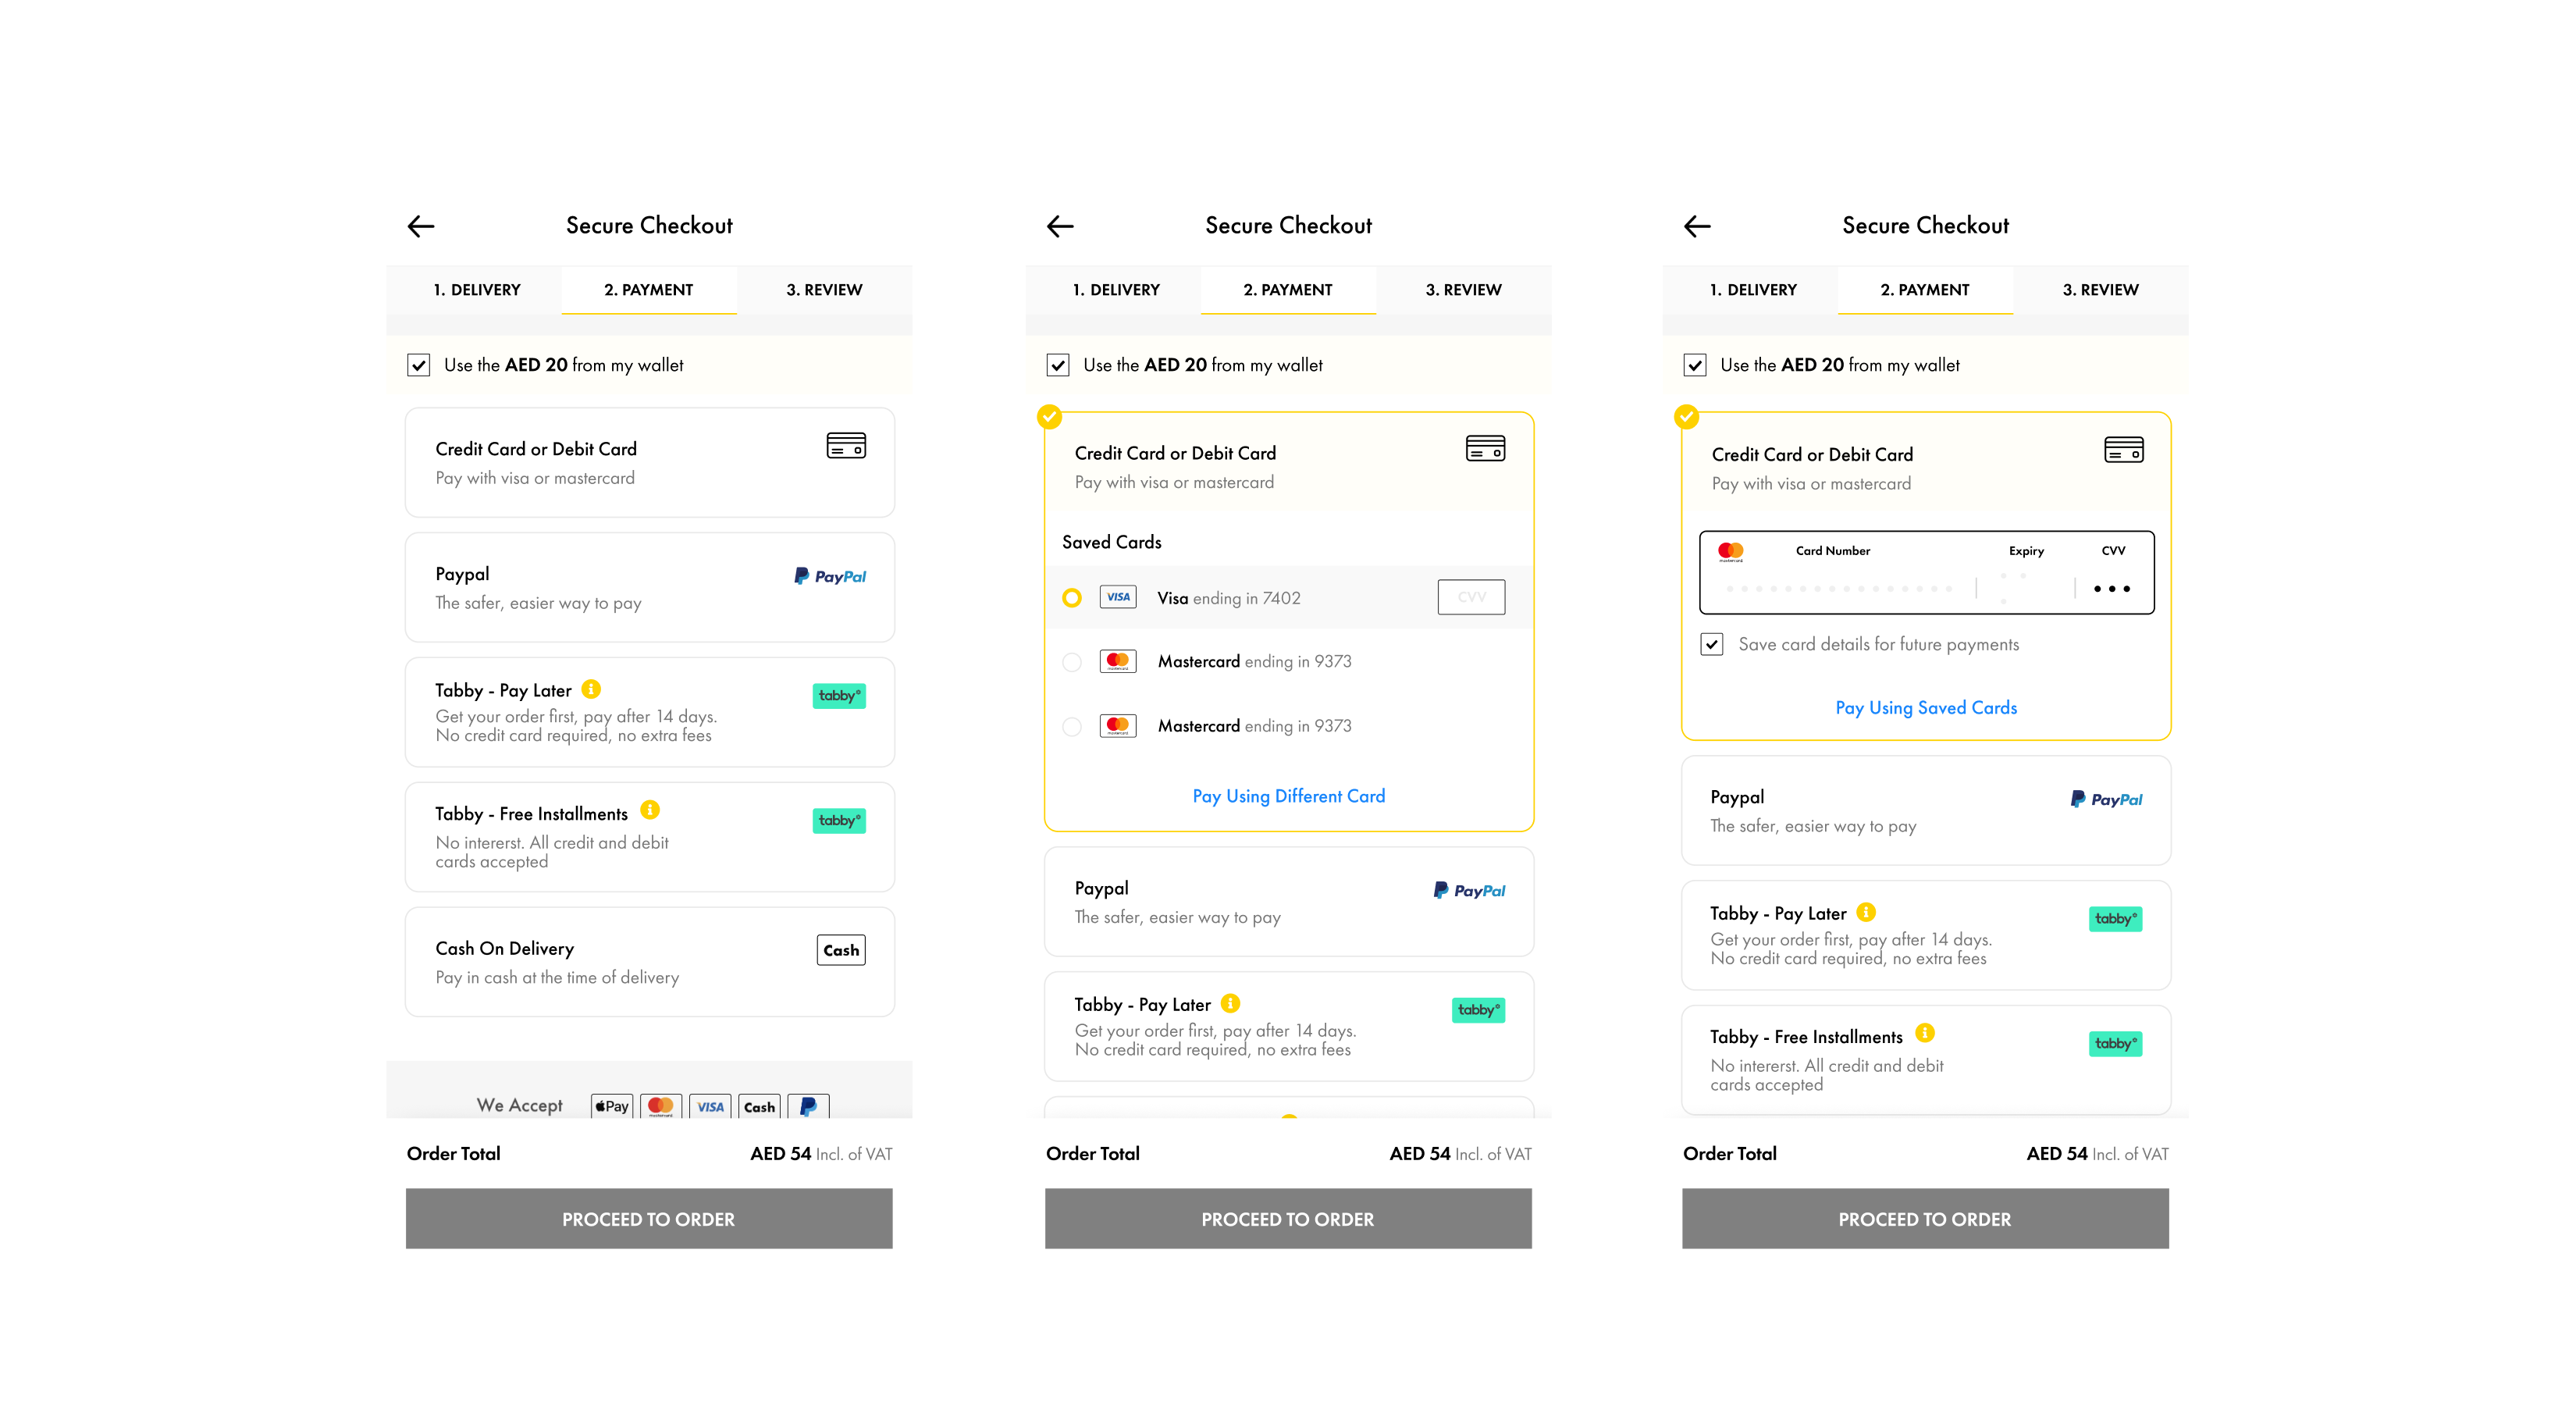 Secure Checkout
1. DELIVERY
2. PAYMENT
3. REVIEW
Use the AED 20 from my wallet
Credit Card or Debit Card
Pay with visa or mastercard
Paypal
PayPal
The safer, easier way to pay
Tabby - Pay Later
tabby
Get your order first, pay after 14 days.
No credit card required, no extra fees
Tabby - Free Installments
tabby
Nointererst. All credit and debit
cards accepted
Cash On Delivery
Cash
Pay in cash at the time of delivery
We Accept
Pay
mastercard
VISA
Cash
Order Total
AED 54 Incl. of VAT
PROCEED TO ORDER
Secure Checkout
1. DELIVERY
2. PAYMENT
3. REVIEW
Use the AED 20 from my wallet
Credit Card or Debit Card
Pay with visa or mastercard
Saved Cards
VISA
Visa ending in 7402
CVV
mastercard
Mastercard ending in 9373
mastercard
Mastercard ending in 9373
Pay Using Different Card
Paypal
PayPal
The safer, easier way to pay
Tabby - Pay Later
tabby
Get your order first, pay after 14 days.
No credit card required, no extra fees
Order Total
AED 54 Incl. of VAT
PROCEED TO ORDER
Secure Checkout
1. DELIVERY
2. PAYMENT
3. REVIEW
Use the AED 20 from my wallet
Credit Card or Debit Card
Pay with visa or mastercard
mastercard
Card Number
Expiry
CVV
Save card details for future payments
Pay Using Saved Cards
Paypal
PayPal
The safer, easier way to pay
Tabby - Pay Later
tabby
Get your order first, pay after 14 days.
No credit card required, no extra fees
Tabby - Free Installments
tabby
No intererst. All credit and debit
cards accepted
Order Total
AED 54 Incl. of VAT
PROCEED TO ORDER